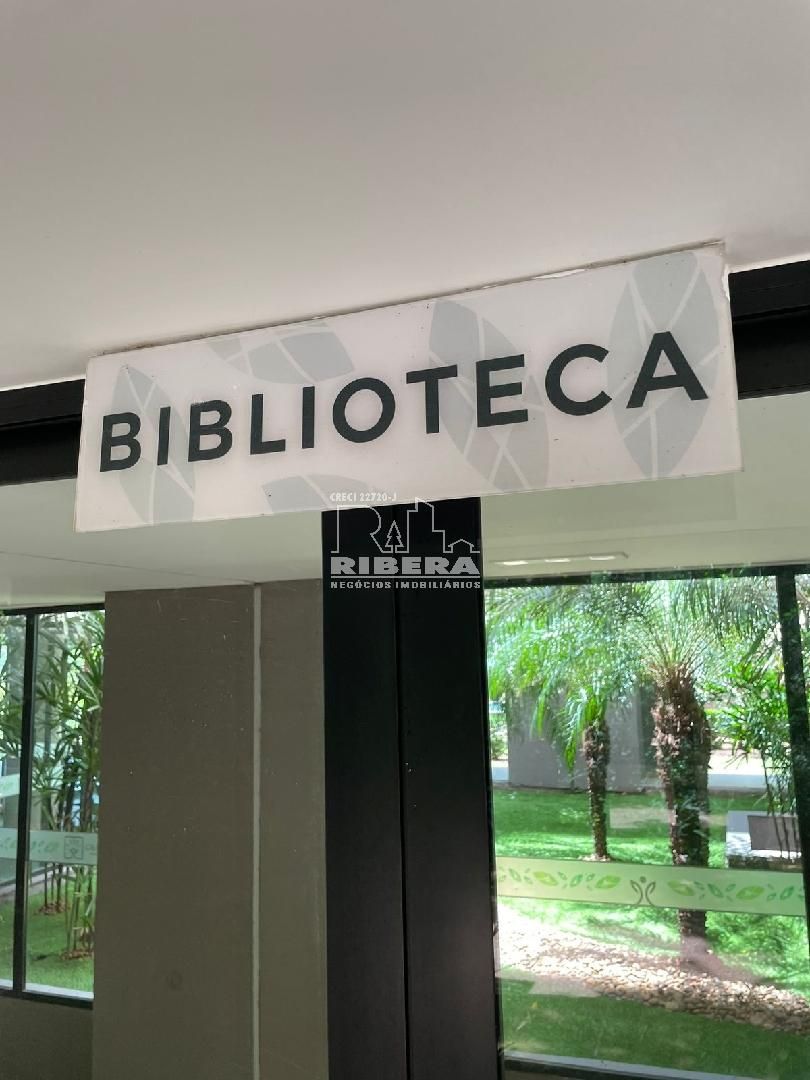 BIBLIOTECA
CRECI 22720-J
RIBERA
NEGÓCIOS IMOBILIÁRIOS